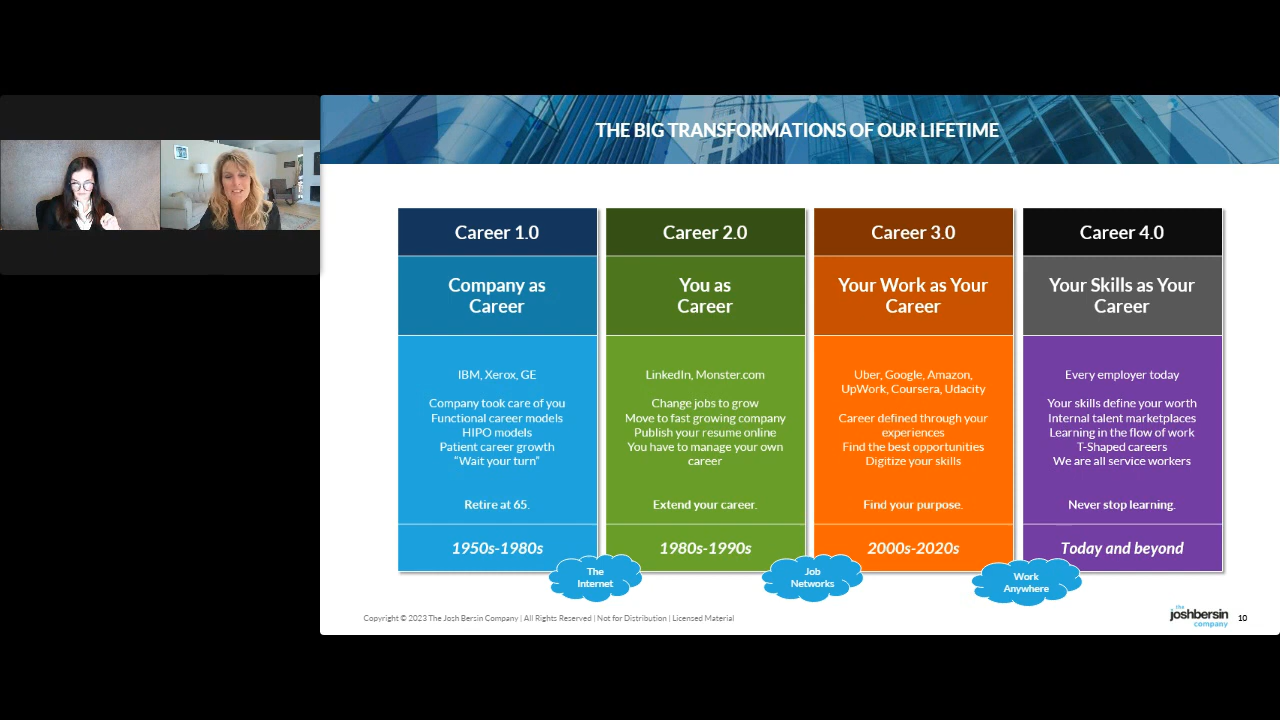 THE BIG TRANSFORMATIONS OF OUR LIFETIME
Career 1.0
Company as
Career
IBM, Xerox, GE
Company took care of you
Functional career models
HIPO models
Patient career growth
“Wait your turn”
Retire at 65.
1950s-1980s
Career 2.0
You as
Career
LinkedIn, Monster.com
Change jobs to grow
Move to fast growing company
Publish your resume online
You have to manage your own
career
Extend your career.
1980s-1990s
Career 3.0
Your Work as Your
Career
Uber, Google, Amazon,
UpWork, Coursera, Udacity
Career defined through your
experiences
Find the best opportunities
Digitize your skills
Find your purpose.
2000s-2020s
Career 4.0
Your Skills as Your
Career
Every employer today
Your skills define your worth
Internal talent marketplaces
Learning in the flow of work
T-Shaped careers
We are all service workers
Never stop learning.
Today and beyond
The
Internet
Job
Networks
Work
Anywhere
Copyright © 2023 The Josh Bersin Company | All Rights Reserved | Not for Distribution | Licensed Material
the
joshbersin
company
10